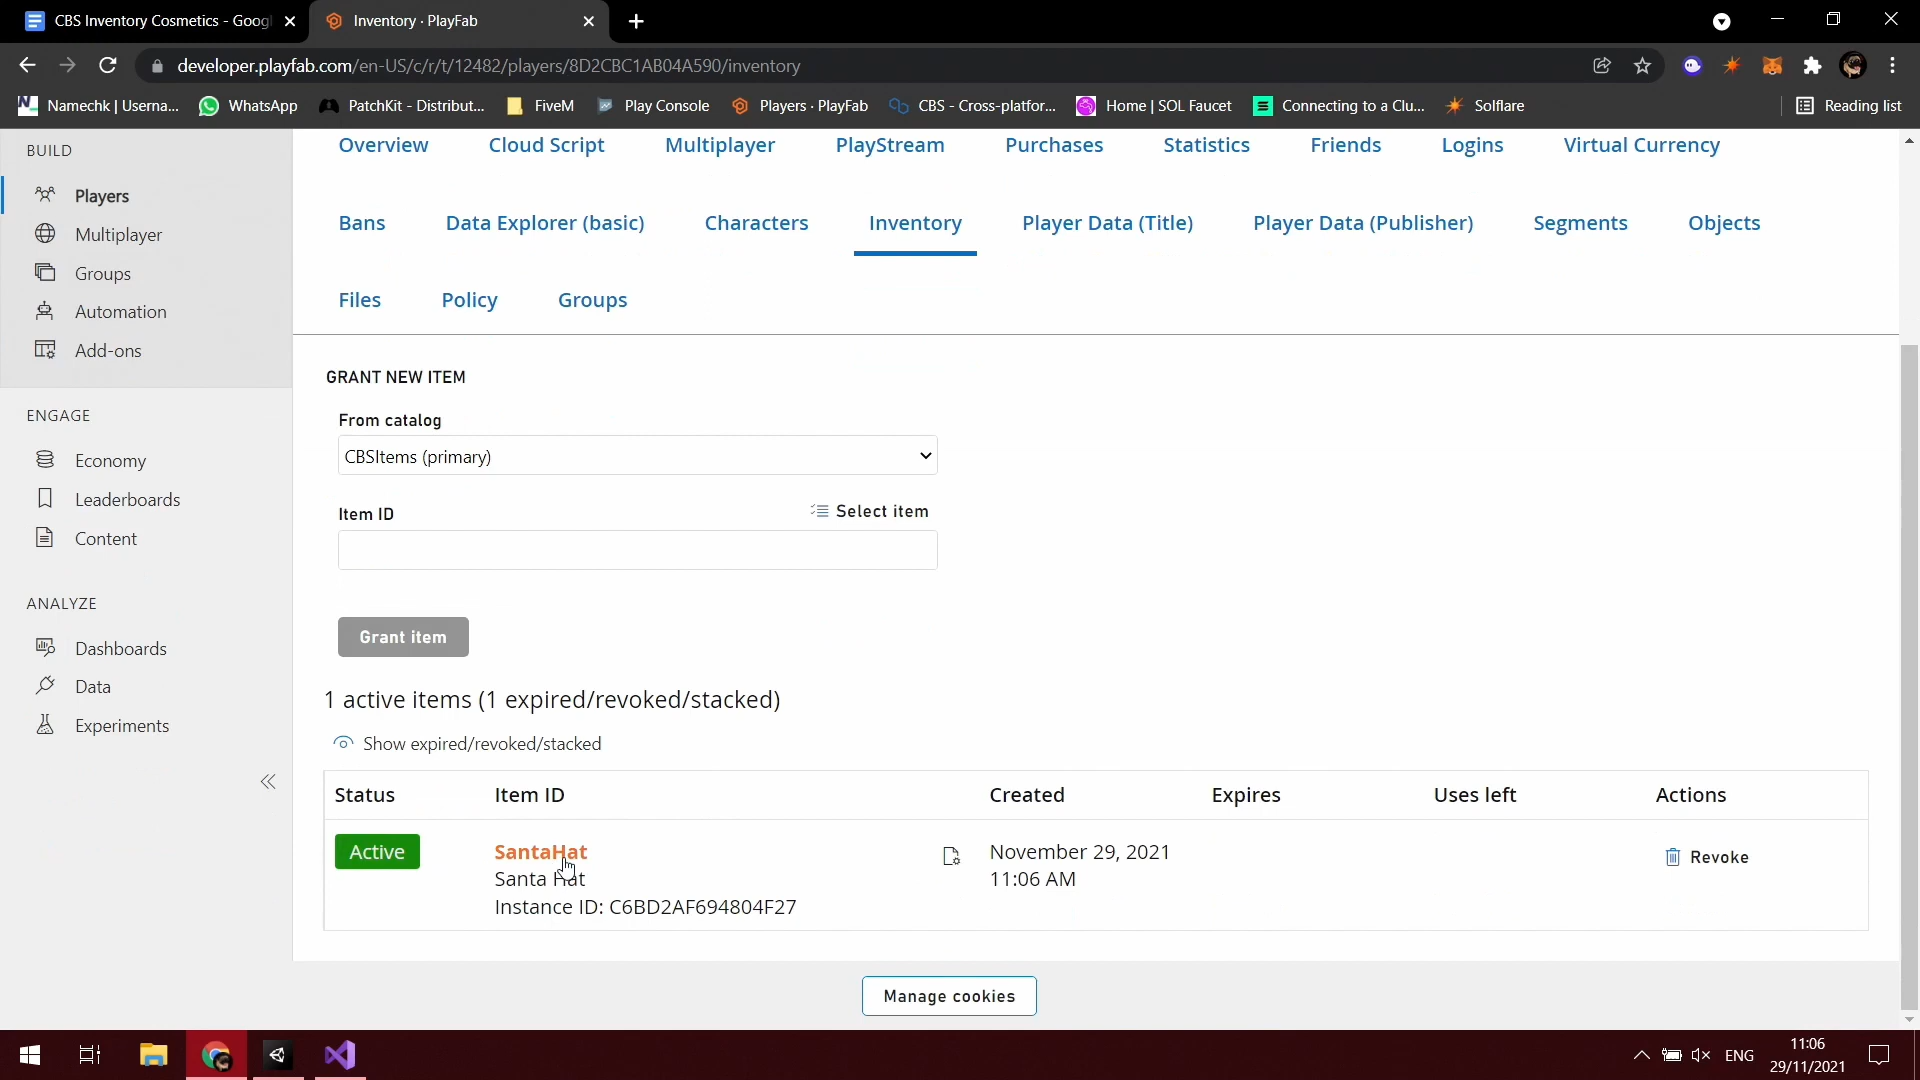 CBS Inventory Cosmetics - Goog
Inventory · PlayFab
developer.playfab.com/en-US/c/r/t/12482/players/8D2CBC1AB04A590/inventory
Namechk | Userna...
WhatsApp
PatchKit - Distribut...
FiveM
Play Console
Players · PlayFab
CBS - Cross-platfor...
Home | SOL Faucet
Connecting to a Clu...
Solflare
Reading list
BUILD
Players
Multiplayer
Groups
Automation
Add-ons
ENGAGE
Economy
Leaderboards
Content
ANALYZE
Dashboards
Data
Experiments
Overview
Cloud Script
Multiplayer
PlayStream
Purchases
Statistics
Friends
Logins
Virtual Currency
Bans
Data Explorer (basic)
Characters
Inventory
Player Data (Title)
Player Data (Publisher)
Segments
Objects
Files
Policy
Groups
GRANT NEW ITEM
From catalog
CBSItems (primary)
Item ID
Select item
Grant item
1 active items (1 expired/revoked/stacked)
Show expired/revoked/stacked
Status
Item ID
Created
Expires
Uses left
Actions
Active
SantaHat
Santa Hat
Instance ID: C6BD2AF694804F27
November 29, 2021
11:06 AM
Revoke
Manage cookies
ENG
11:06
29/11/2021